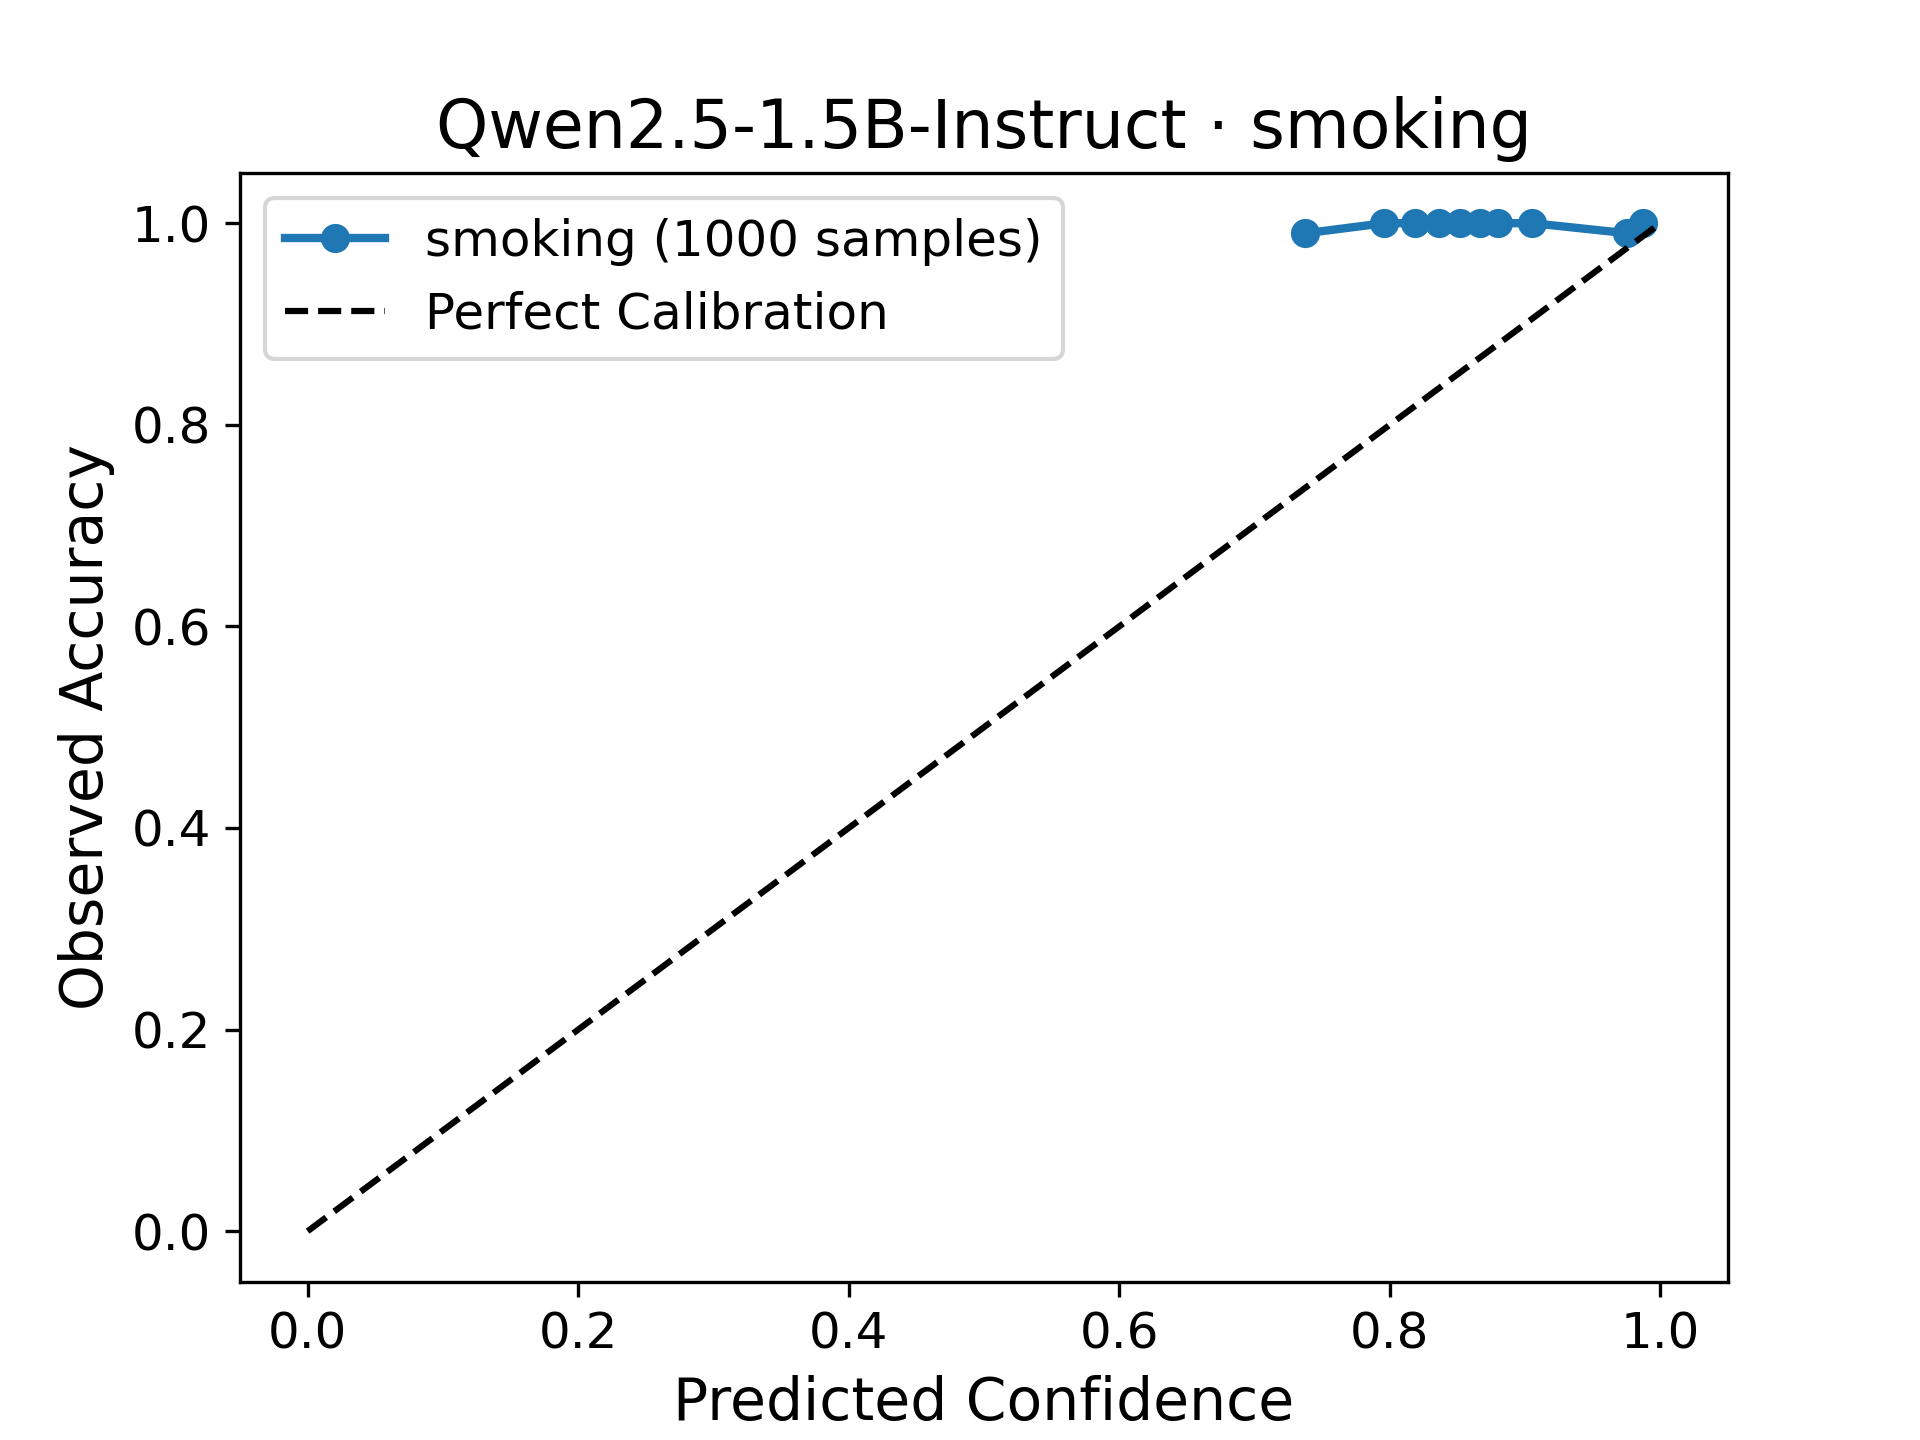 Qwen2.5-1.5B-Instruct · smoking
smoking (1000 samples)
Perfect Calibration
Observed Accuracy
1.0
0.8
0.6
0.4
0.2
0.0
0.0 0.2 0.4 0.6 0.8 1.0
Predicted Confidence